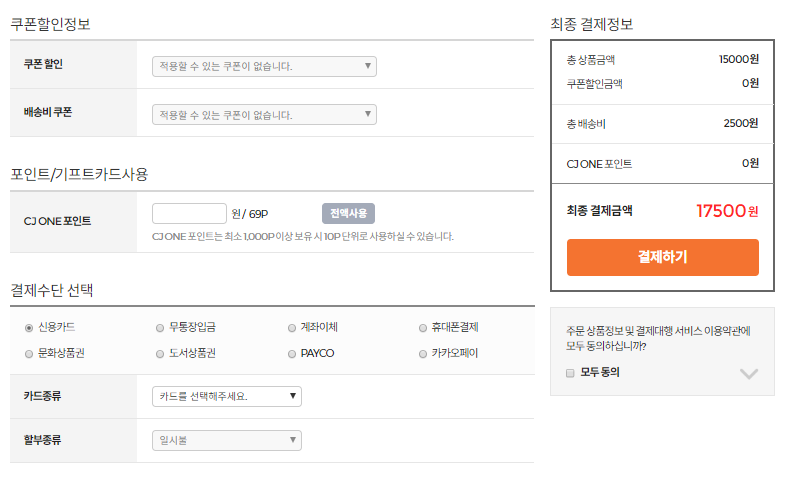 쿠폰할인정보
쿠폰 할인
적용할 수 있는 쿠폰이 없습니다.
배송비 쿠폰
적용할 수 있는 쿠폰이 없습니다.
포인트/기프트카드사용
CJ ONE 포인트
원 / 69P
전액사용
CJ ONE 포인트는 최소 1,000P 이상 보유 시 10P 단위로 사용하실 수 있습니다.
결제수단 선택
신용카드 무통장입금 계좌이체 휴대폰결제
문화상품권 도서상품권 PAYCO 카카오페이
카드종류
카드를 선택해주세요.
할부종류
일시불
최종 결제정보
총 상품금액 15000원
쿠폰할인금액 0원
총 배송비 2500원
CJ ONE 포인트 0원
최종 결제금액 17500원
결제하기
주문 상품정보 및 결제대행 서비스 이용약관에
모두 동의하십니까?
모두 동의